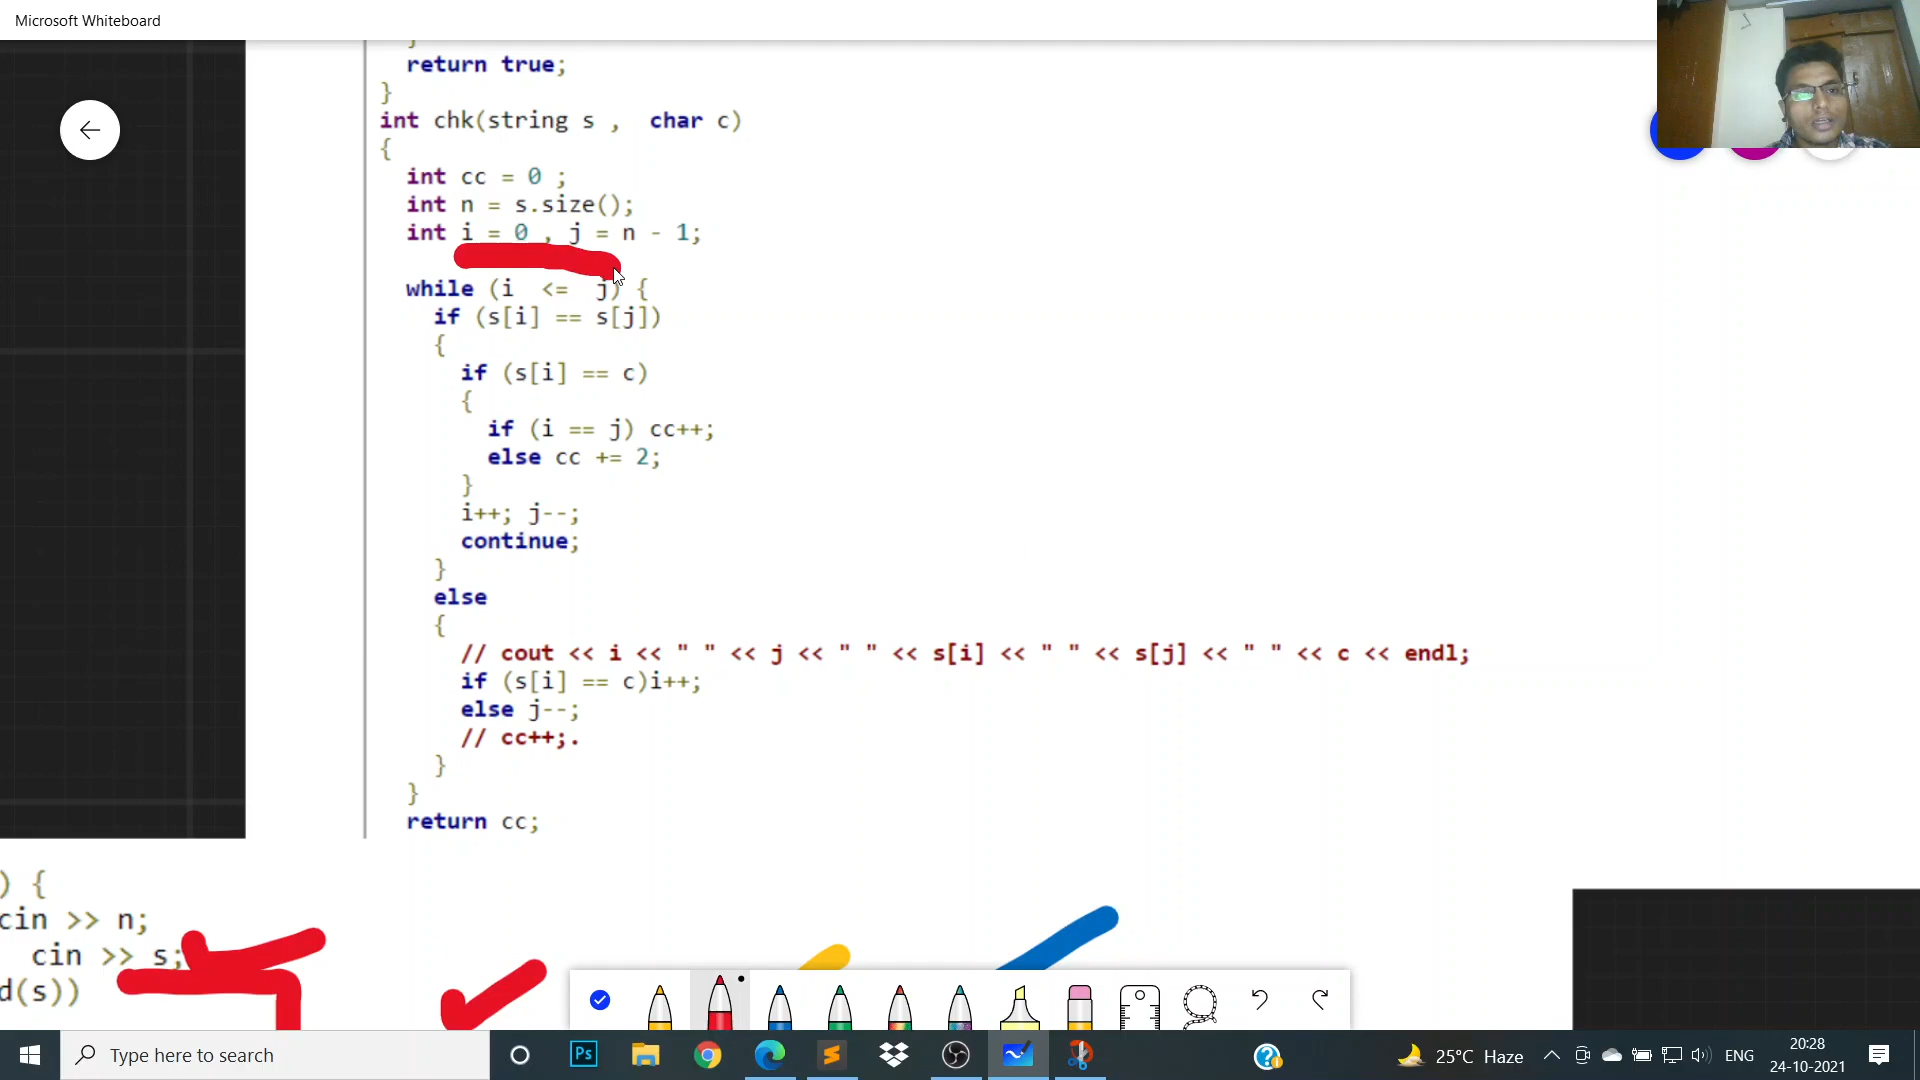 Microsoft Whiteboard
return true;
}
int chk(string s ,  char c)
{
int cc = 0 ;
int n = s.size();
int i = 0 , j = n - 1;
while (i  <=  j) {
if (s[i] == s[j])
{
if (s[i] == c)
{
if (i == j) cc++;
else cc += 2;
}
i++; j--;
continue;
}
else
{
// cout << i << " " << j << " " << s[i] << " " << s[j] << " " << c << endl;
if (s[i] == c)i++;
else j--;
// cc++;.
}
}
return cc;
) {
cin >> n;
cin >> s;
d(s))
Type here to search
Ps
25°C Haze
ENG
20:28
24-10-2021